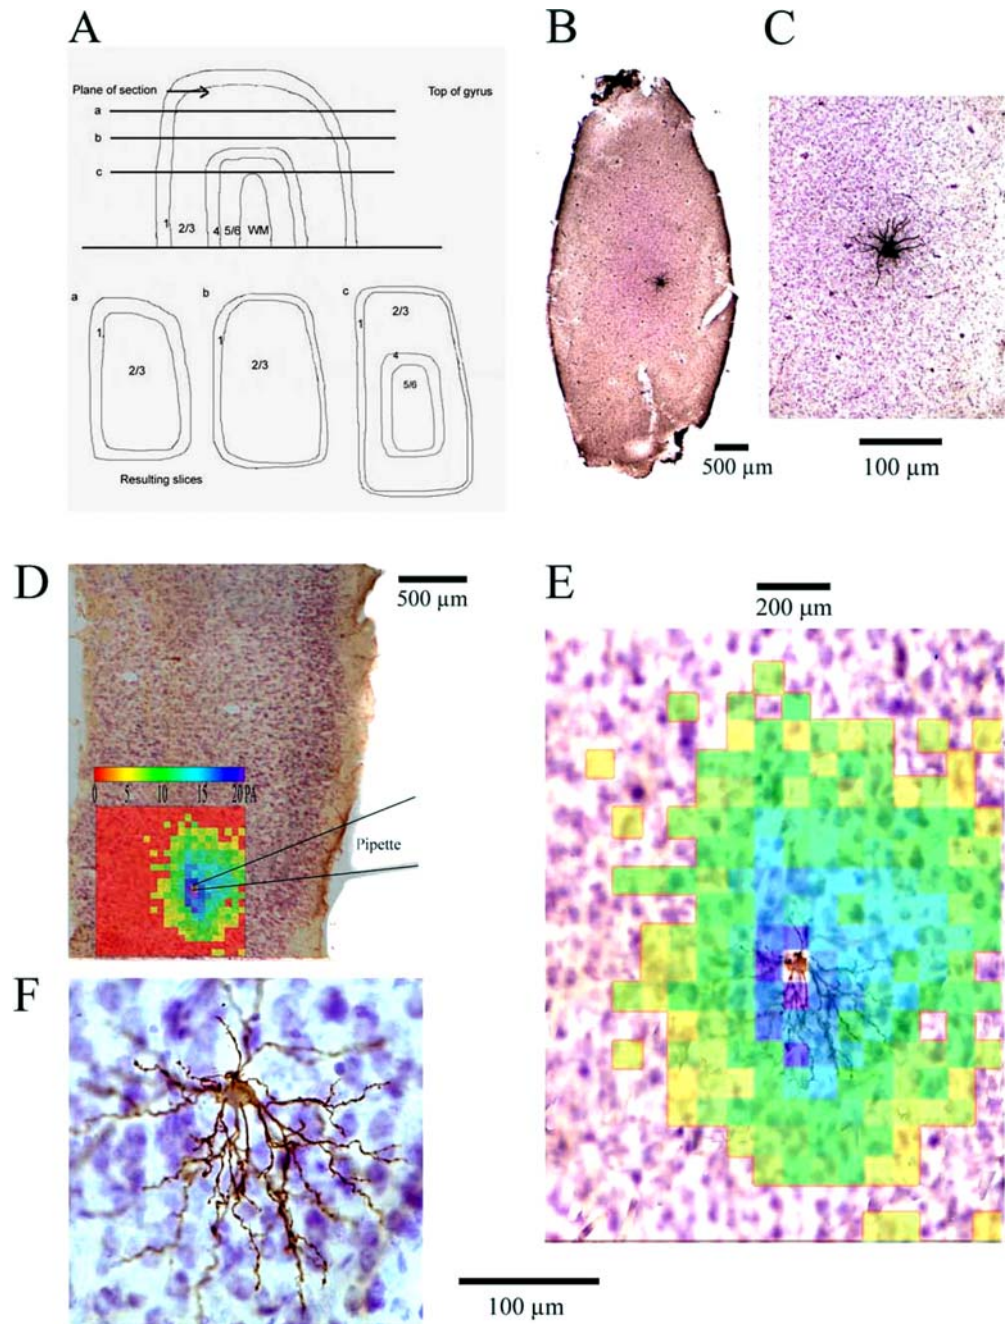 A
Plane of section
Top of gyrus
a
b
c
1
2/3
4
5/6
WM
a
1
2/3
b
1
2/3
c
1
2/3
4
5/6
Resulting slices
B
500 µm
C
100 µm
D
500 µm
0 5 10 15 20 PA
Pipette
E
200 µm
F
100 µm